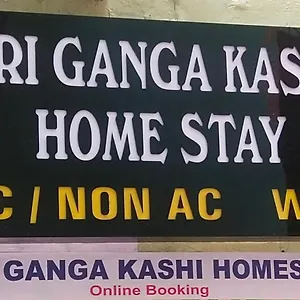 RI GANGA KAS
HOME STAY
C / NON AC W
GANGA KASHI HOMES
Online Booking